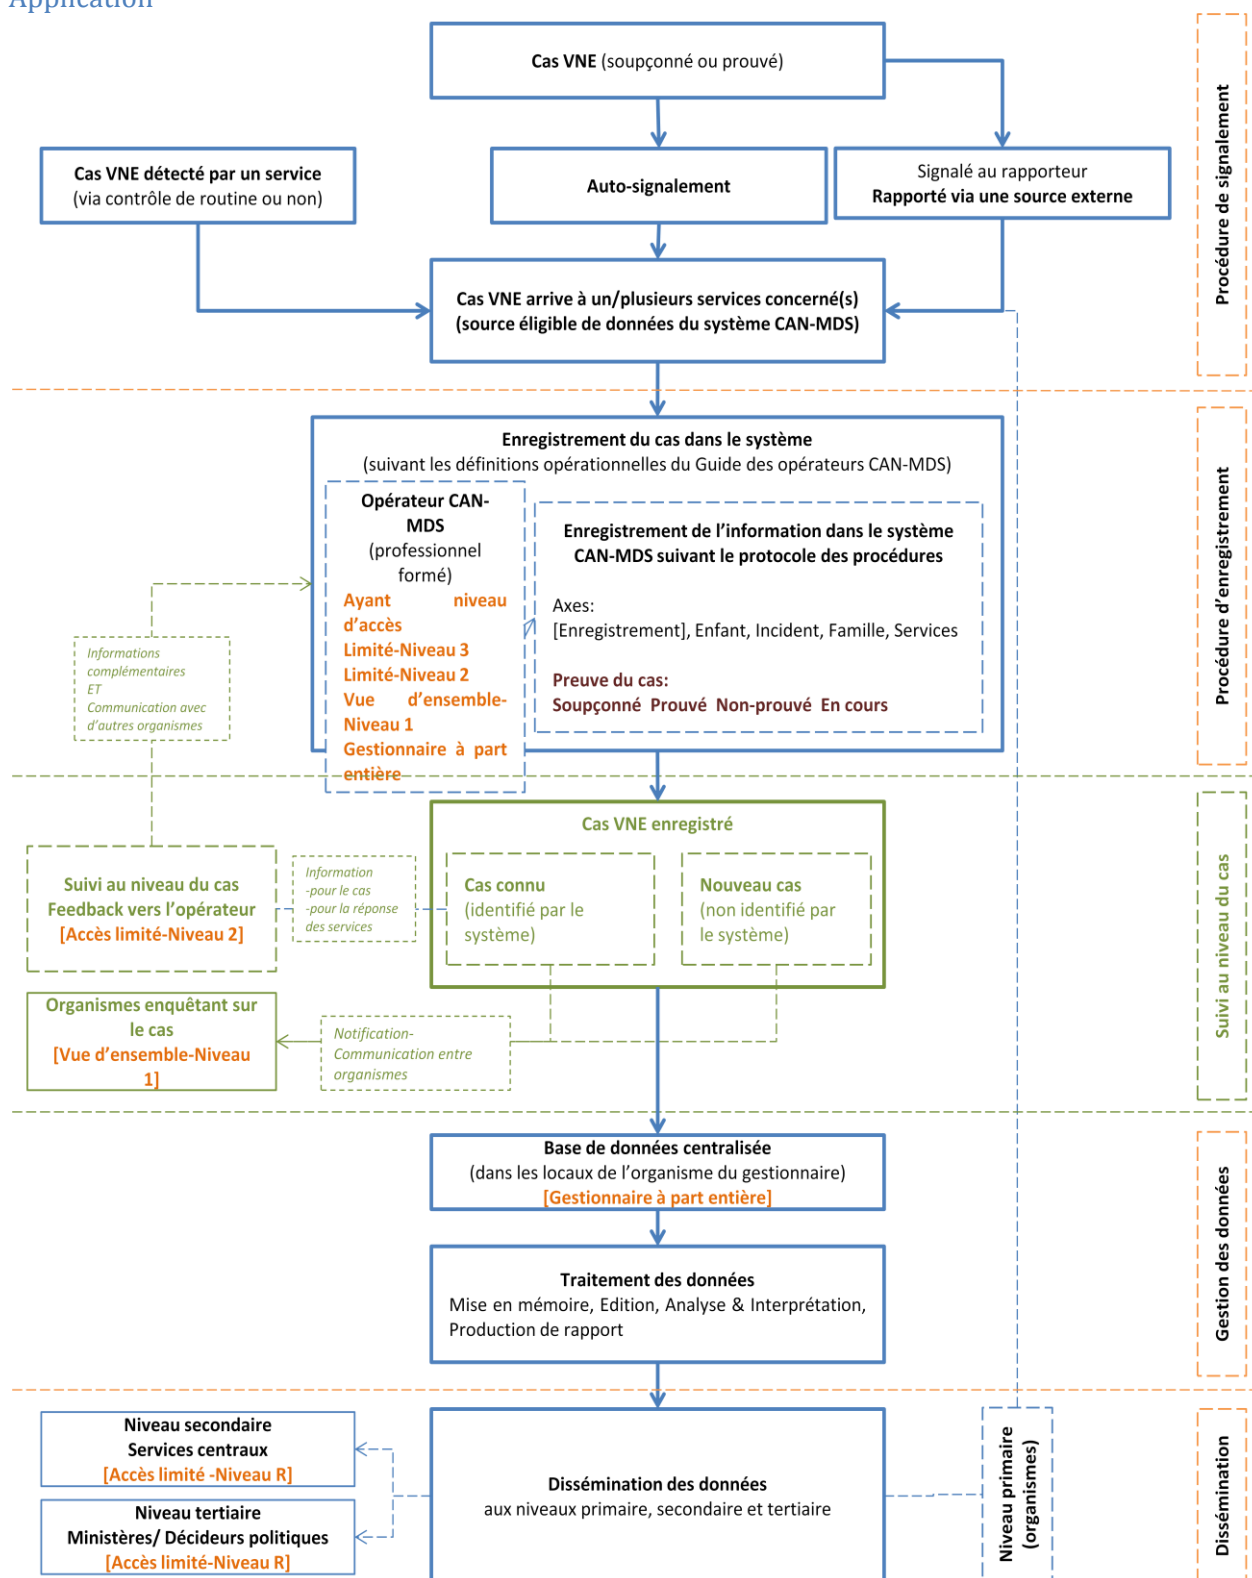 Application
Cas VNE (soupçonné ou prouvé)
Cas VNE détecté par un service
(via contrôle de routine ou non)
Auto-signalement
Signalé au rapporteur
Rapporté via une source externe
Procédure de signalement
Cas VNE arrive à un/plusieurs services concerné(s)
(source éligible de données du système CAN-MDS)
Enregistrement du cas dans le système
(suivant les définitions opérationnelles du Guide des opérateurs CAN-MDS)
Opérateur CAN-
MDS
(professionnel
formé)
Ayant niveau
d’accès
Limité-Niveau 3
Limité-Niveau 2
Vue d’ensemble-
Niveau 1
Gestionnaire à part
entière
Enregistrement de l’information dans le système
CAN-MDS suivant le protocole des procédures
Axes:
[Enregistrement], Enfant, Incident, Famille, Services
Preuve du cas:
Soupçonné Prouvé Non-prouvé En cours
Procédure d’enregistrement
Informations
complémentaires
ET
Communication avec
d’autres organismes
Cas VNE enregistré
Suivi au niveau du cas
Feedback vers l’opérateur
[Accès limité-Niveau 2]
Information
-pour le cas
-pour la réponse
des services
Cas connu
(identifié par le
système)
Nouveau cas
(non identifié par
le système)
Organismes enquêtant sur
le cas
[Vue d’ensemble-Niveau
1]
Notification-
Communication entre
organismes
Suivi au niveau du cas
Base de données centralisée
(dans les locaux de l’organisme du gestionnaire)
[Gestionnaire à part entière]
Traitement des données
Mise en mémoire, Edition, Analyse & Interprétation,
Production de rapport
Gestion des données
Niveau secondaire
Services centraux
[Accès limité -Niveau R]
Niveau tertiaire
Ministères/ Décideurs politiques
[Accès limité-Niveau R]
Dissémination des données
aux niveaux primaire, secondaire et tertiaire
Niveau primaire
(organismes)
Dissémination